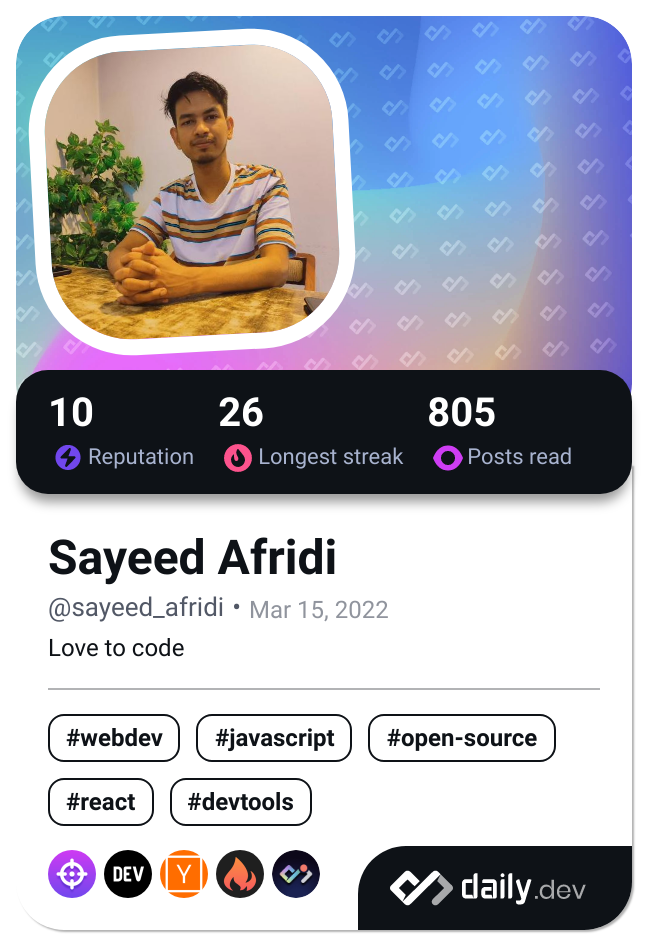 10 26 805
Reputation Longest streak Posts read
Sayeed Afridi
@sayeed_afridi • Mar 15, 2022
Love to code
#webdev #javascript #open-source
#react #devtools
DEV Y
daily.dev